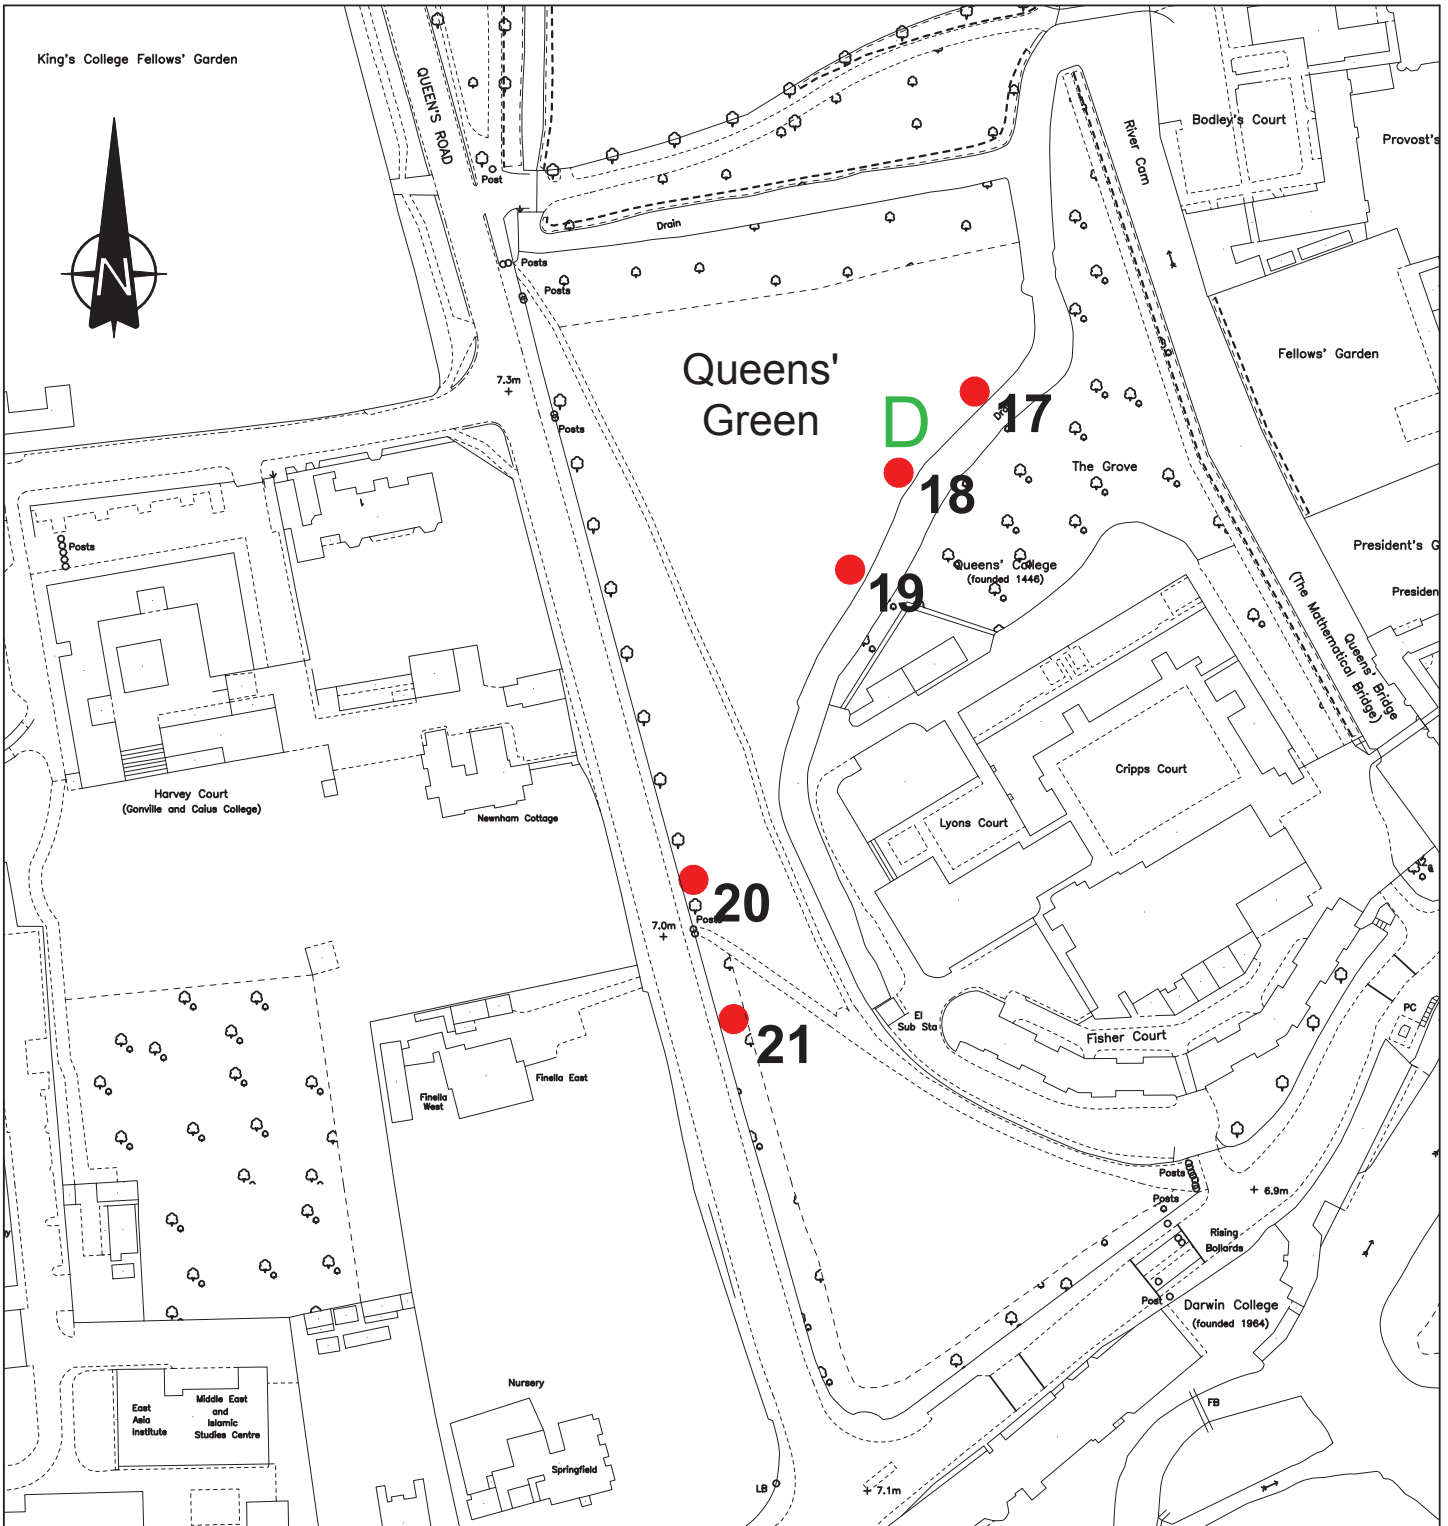 King's College Fellows' Garden
QUEEN'S ROAD
Post
River Cam
Bodley's Court
Provost's
Drain
Posts
Posts
N
7.3m
Queens'
Green
D
17
Fellows' Garden
Posts
18
The Grove
Posts
19
Queens' College
(founded 1446)
President's G
Presiden
Queens' Bridge
(The Mathematical Bridge)
Harvey Court
(Gonville and Caius College)
Newnham Cottage
Cripps Court
Lyons Court
20
Posts
7.0m
21
El
Sub Sta
Fisher Court
PC
Finella East
Finella
West
Posts
Posts
6.9m
Rising
Bollards
Post
Darwin College
(founded 1964)
Nursery
FB
East
Asia
Institute
Middle East
and
Islamic
Studies Centre
Springfield
LB
7.1m